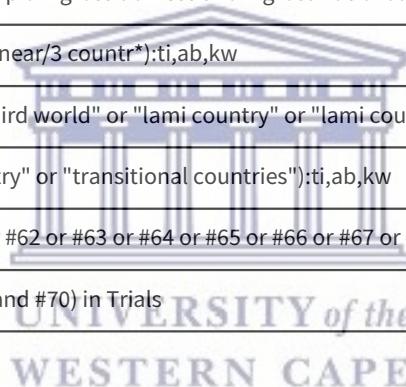 near/3 countr*):ti,ab,kw
ird world" or "lami country" or "lami cou
ry" or "transitional countries"):ti,ab,kw
#62 or #63 or #64 or #65 or #66 or #67 or
and #70) in Trials
UNIVERSITY of the
WESTERN CAPE